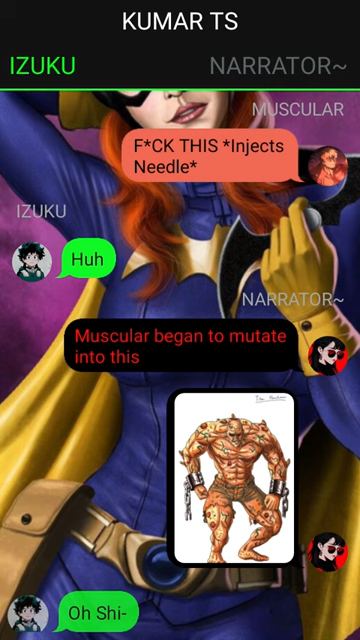 KUMAR TS
IZUKU
NARRATOR~
MUSCULAR
F*CK THIS *Injects
Needle*
IZUKU
Huh
NARRATOR~
Muscular began to mutate
into this
Oh Shi-